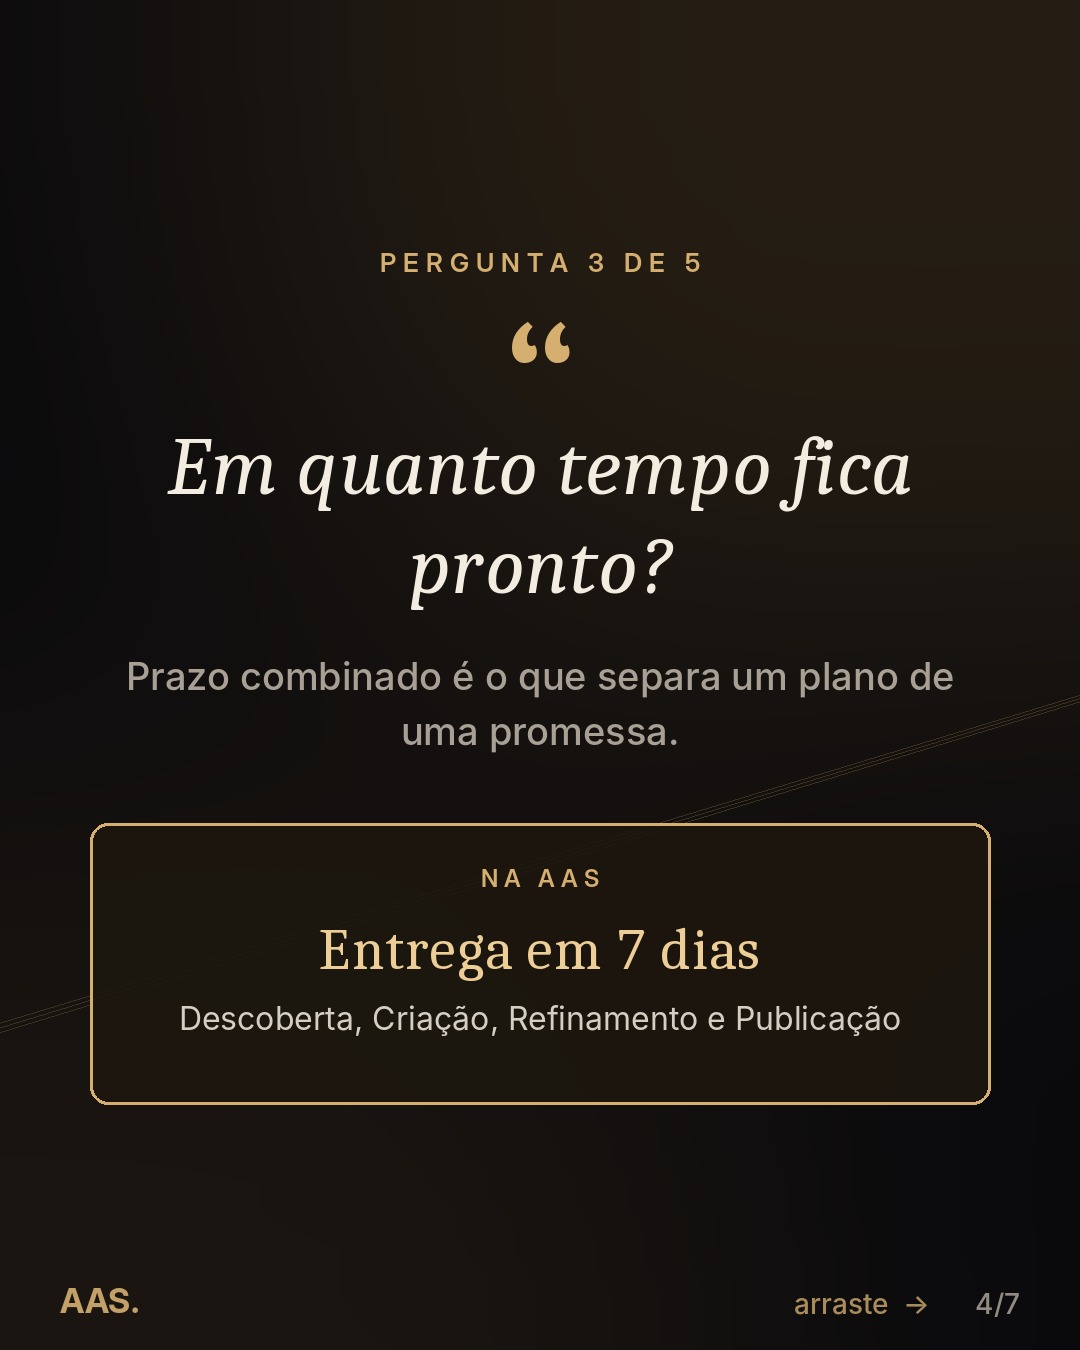 PERGUNTA 3 DE 5
“
Em quanto tempo fica
pronto?
Prazo combinado é o que separa um plano de
uma promessa.
NA AAS
Entrega em 7 dias
Descoberta, Criação, Refinamento e Publicação
AAS.
arraste → 4/7